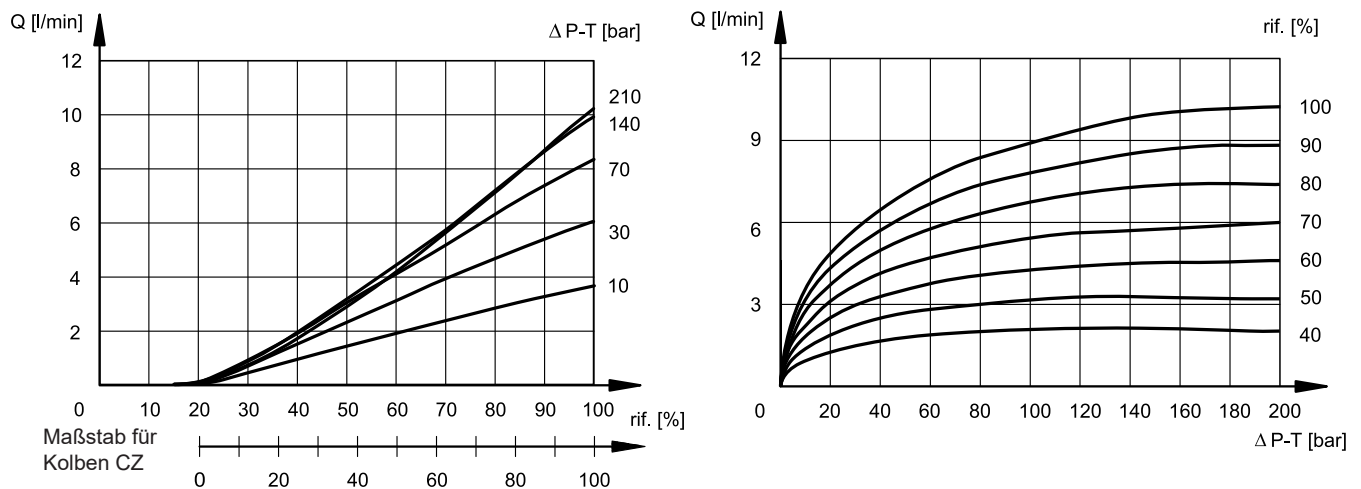 Q [l/min]
Δ P-T [bar]
12
10
8
6
4
2
210
140
70
30
10
0 10 20 30 40 50 60 70 80 90 100
rif. [%]
Maßstab für
Kolben CZ
0 20 40 60 80 100
Q [l/min]
rif. [%]
12
9
6
3
100
90
80
70
60
50
40
0 20 40 60 80 100 120 140 160 180 200
Δ P-T [bar]